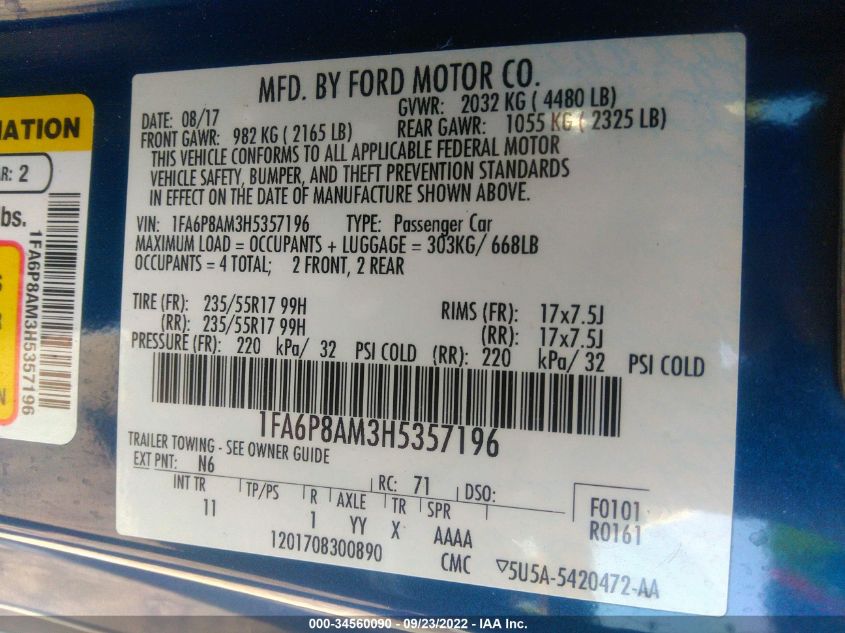 MFD. BY FORD MOTOR CO.
DATE: 08/17 GVWR: 2032 KG ( 4480 LB)
FRONT GAWR: 982 KG ( 2165 LB) REAR GAWR: 1055 KG ( 2325 LB)
THIS VEHICLE CONFORMS TO ALL APPLICABLE FEDERAL MOTOR
VEHICLE SAFETY, BUMPER, AND THEFT PREVENTION STANDARDS
IN EFFECT ON THE DATE OF MANUFACTURE SHOWN ABOVE.
VIN: 1FA6P8AM3H5357196 TYPE: Passenger Car
MAXIMUM LOAD = OCCUPANTS + LUGGAGE = 303KG/ 668LB
OCCUPANTS = 4 TOTAL; 2 FRONT, 2 REAR
TIRE (FR): 235/55R17 99H RIMS (FR): 17x7.5J
(RR): 235/55R17 99H (RR): 17x7.5J
PRESSURE (FR): 220 kPa/ 32 PSI COLD (RR): 220 kPa/ 32 PSI COLD
1FA6P8AM3H5357196
TRAILER TOWING - SEE OWNER GUIDE
EXT PNT: N6 RC: 71 DSO:
INT TR TP/PS R AXLE TR SPR F0101
11 1 YY X AAAA R0161
1201708300890 CMC ▽5U5A-5420472-AA
MATION
R: 2
bs.
1FA6P8AM3H5357196
000-34560090 - 09/23/2022 - IAA Inc.